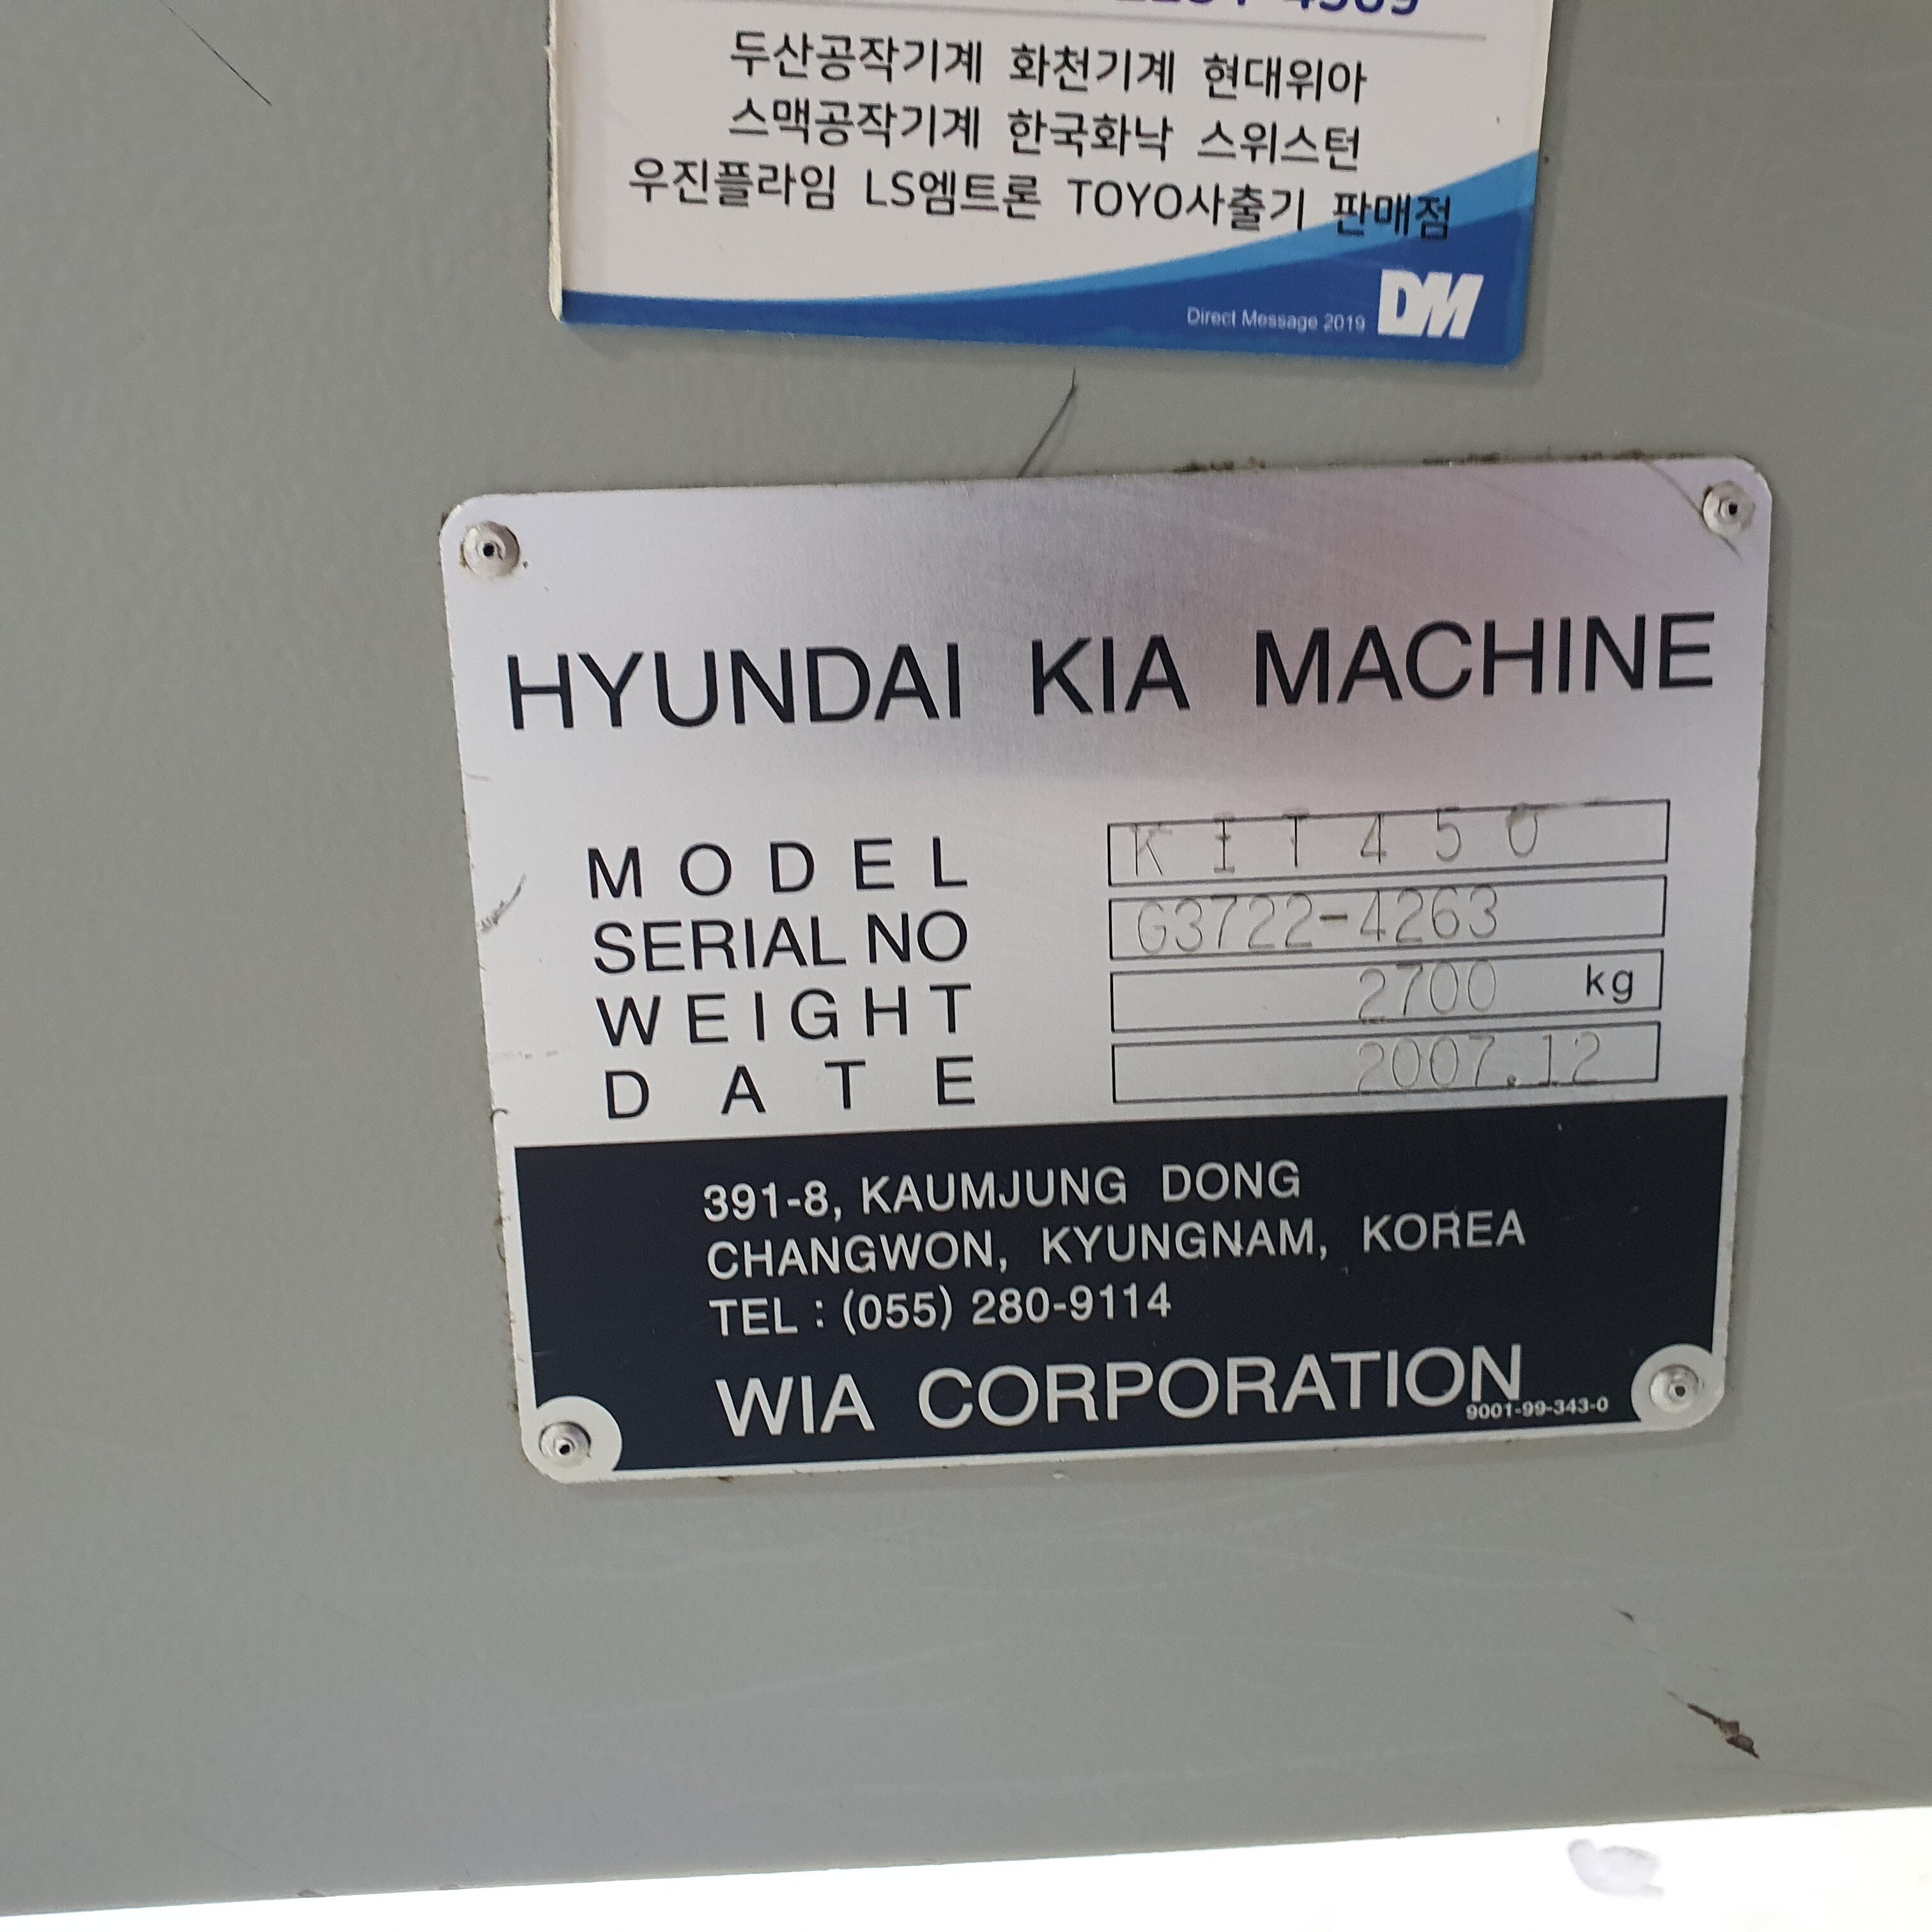 두산공작기계 화천기계 현대위아
스맥공작기계 한국화낙 스위스턴
우진플라임 LS엠트론 TOYO사출기 판매점
Direct Message 2019 DM
HYUNDAI KIA MACHINE
MODEL KIT450
SERIAL NO G3722-4263
WEIGHT 2700 kg
DATE 2007.12
391-8, KAUMJUNG DONG
CHANGWON, KYUNGNAM, KOREA
TEL : (055) 280-9114
WIA CORPORATION
9001-99-343-0